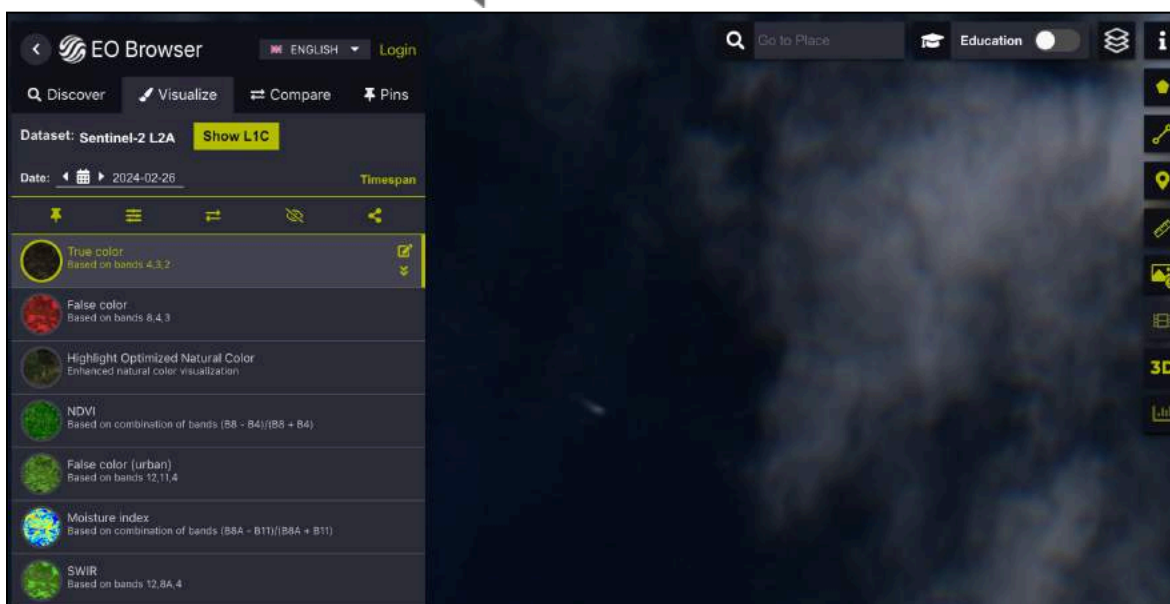 EO Browser
ENGLISH
Login
Discover
Visualize
Compare
Pins
Dataset: Sentinel-2 L2A
Show L1C
Date: 2024-02-26
Timespan
True color
Based on bands 4,3,2
False color
Based on bands 8,4,3
Highlight Optimized Natural Color
Enhanced natural color visualization
NDVI
Based on combination of bands (B8 - B4)/(B8 + B4)
False color (urban)
Based on bands 12,11,4
Moisture index
Based on combination of bands (B8A - B11)/(B8A + B11)
SWIR
Based on bands 12,8A,4
Go to Place
Education
i
3D